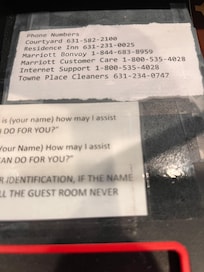 Phone Numbers
Courtyard 631-582-2100
Residence Inn 631-231-0025
Marriott Bonvoy 1-844-683-8959
Marriott Customer Care 1-800-535-4028
Internet Support 1-800-535-4028
Towne Place Cleaners 631-234-0747
is (your name) how may I assist
DO FOR YOU?"
Your Name) How may I assist
CAN DO FOR YOU?"
IDENTIFICATION, IF THE NAME
THE GUEST ROOM NEVER